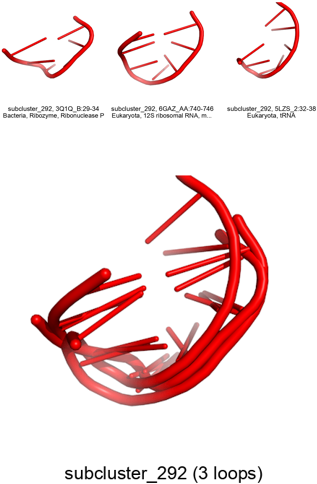 subcluster_292, 3Q1Q_B:29-34
Bacteria, Ribozyme, Ribonuclease P
subcluster_292, 6GAZ_AA:740-746
Eukaryota, 12S ribosomal RNA, m...
subcluster_292, 5LZS_2:32-38
Eukaryota, tRNA
subcluster_292 (3 loops)